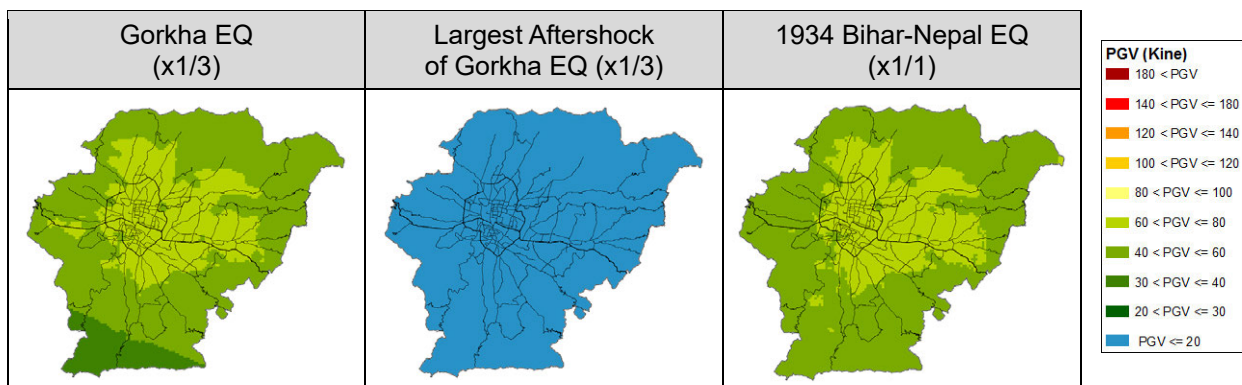 Gorkha EQ
(x1/3)
Largest Aftershock
of Gorkha EQ (x1/3)
1934 Bihar-Nepal EQ
(x1/1)
PGV (Kine)
180 < PGV
140 < PGV <= 180
120 < PGV <= 140
100 < PGV <= 120
80 < PGV <= 100
60 < PGV <= 80
40 < PGV <= 60
30 < PGV <= 40
20 < PGV <= 30
PGV <= 20